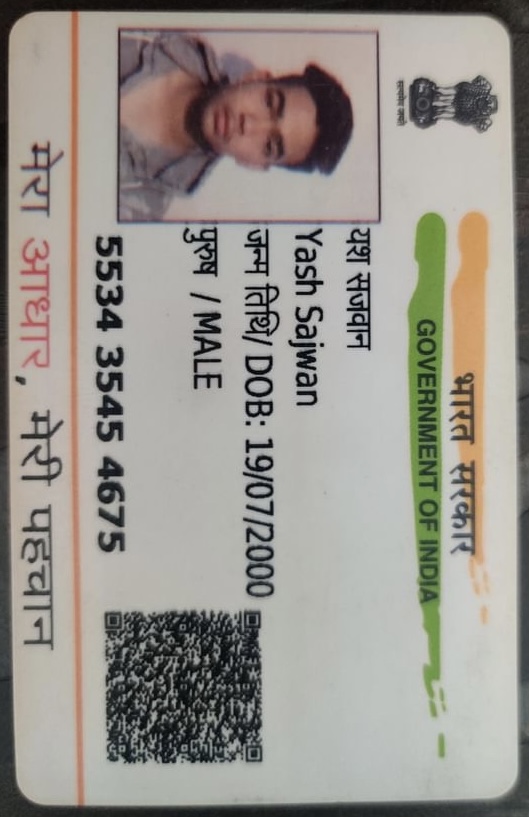 भारत सरकार
GOVERNMENT OF INDIA
सत्यमेव जयते
यश सजवान
Yash Sajwan
जन्म तिथि/ DOB: 19/07/2000
पुरुष / MALE
5534 3545 4675
मेरा आधार, मेरी पहचान